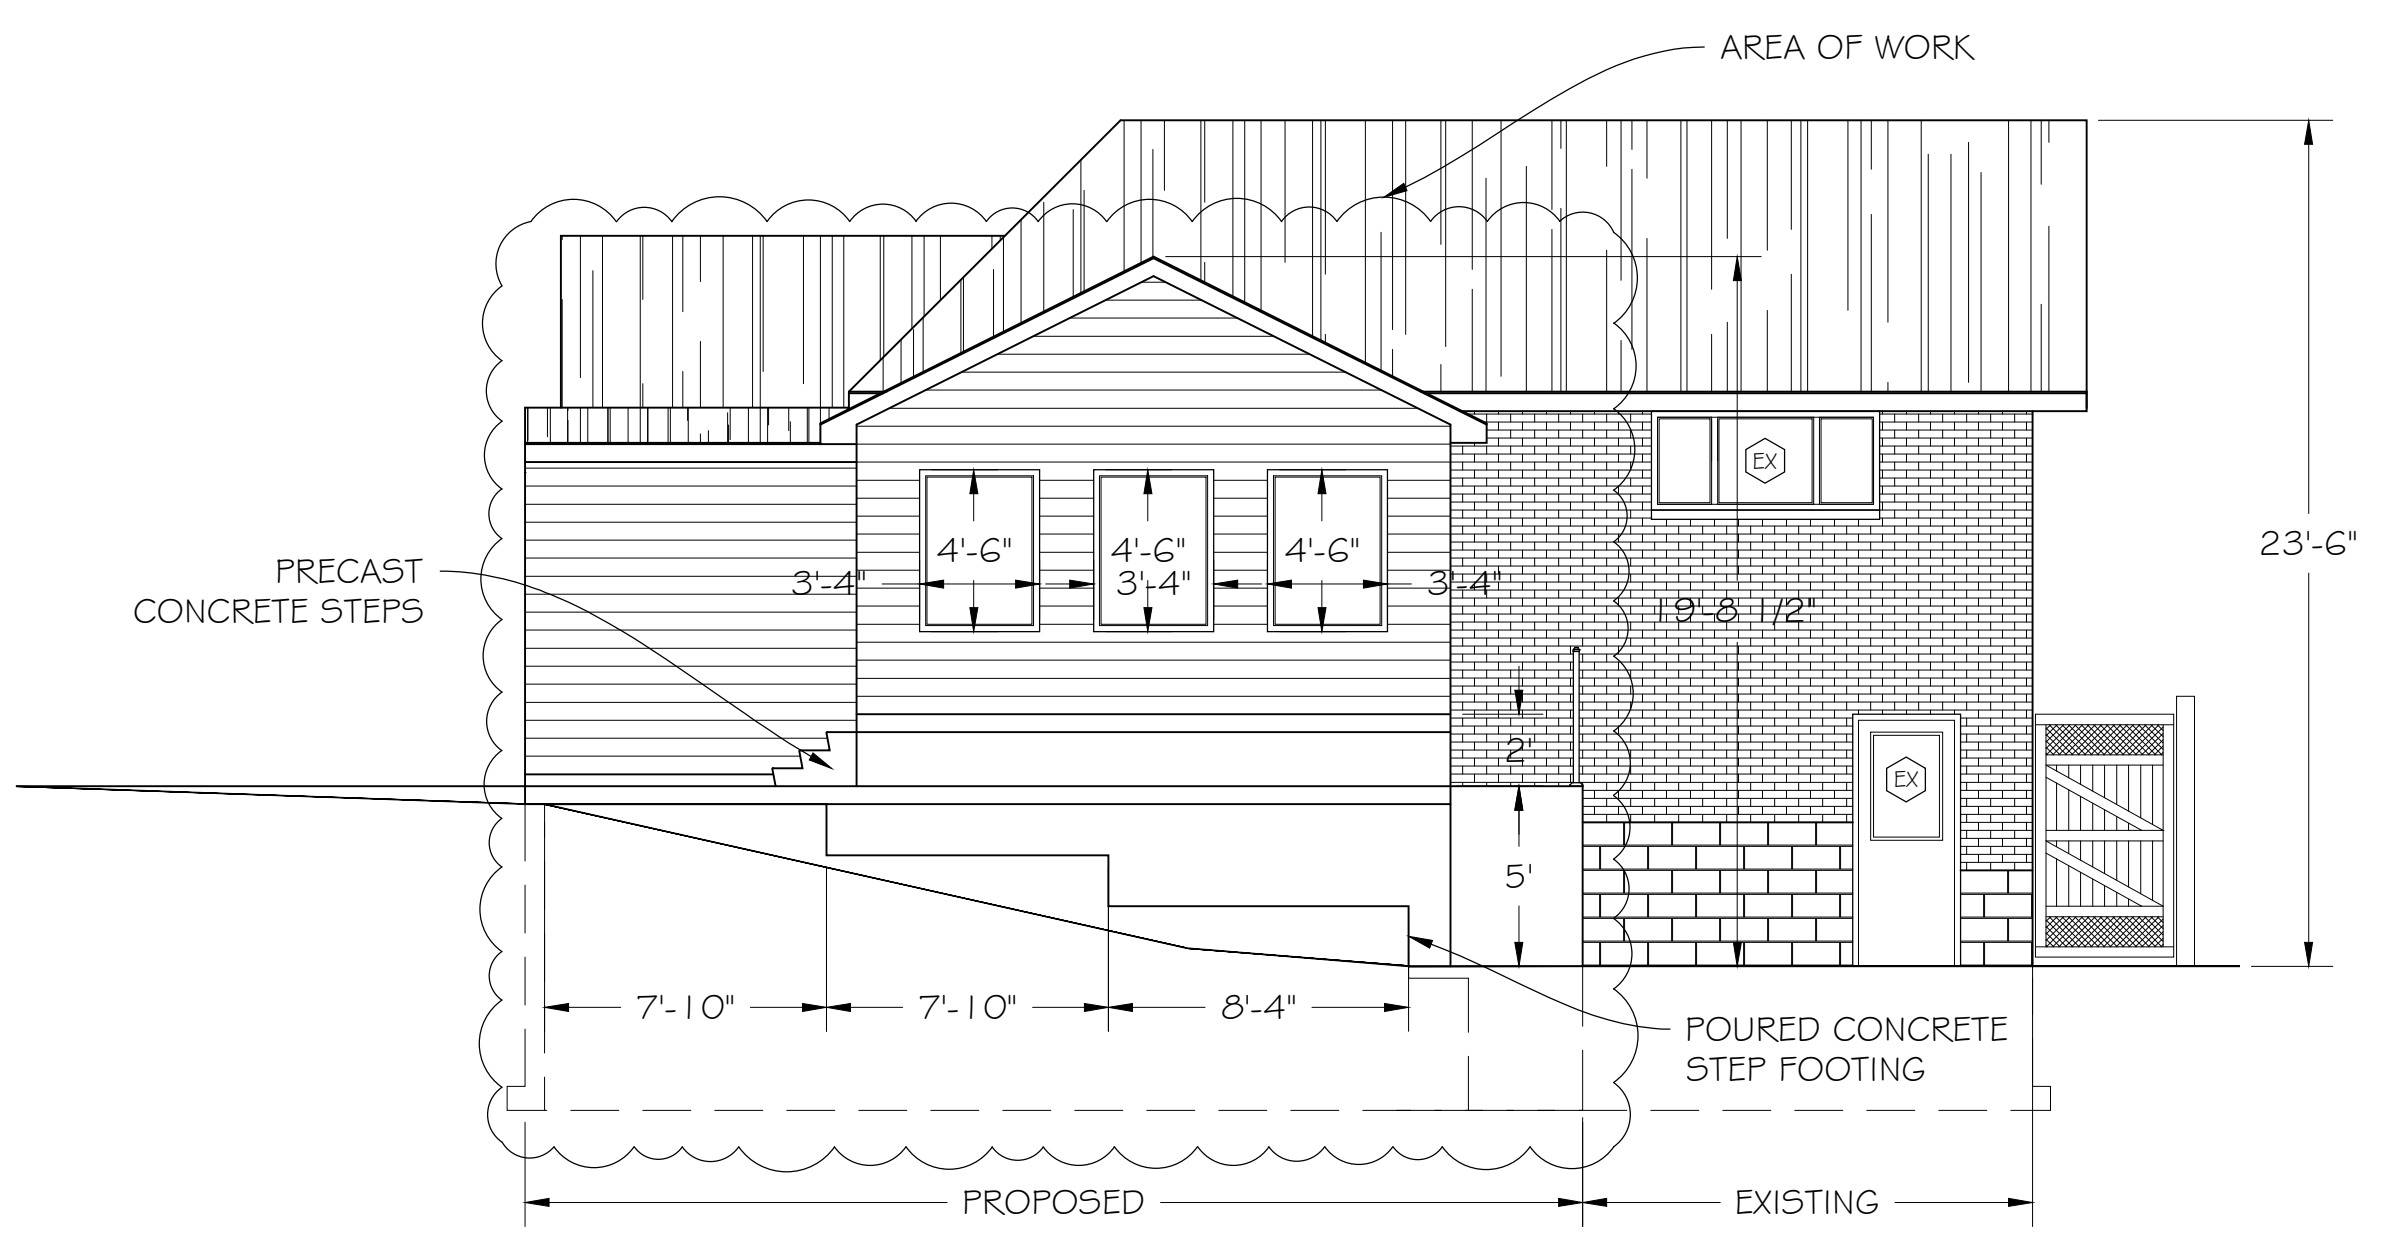 AREA OF WORK
EX
23'-6"
4'-6" 4'-6" 4'-6"
3'-4" 3'-4" 3'-4"
PRECAST
CONCRETE STEPS
19'-8 1/2"
2'
EX
5'
7'-10" 7'-10" 8'-4"
POURED CONCRETE
STEP FOOTING
PROPOSED EXISTING